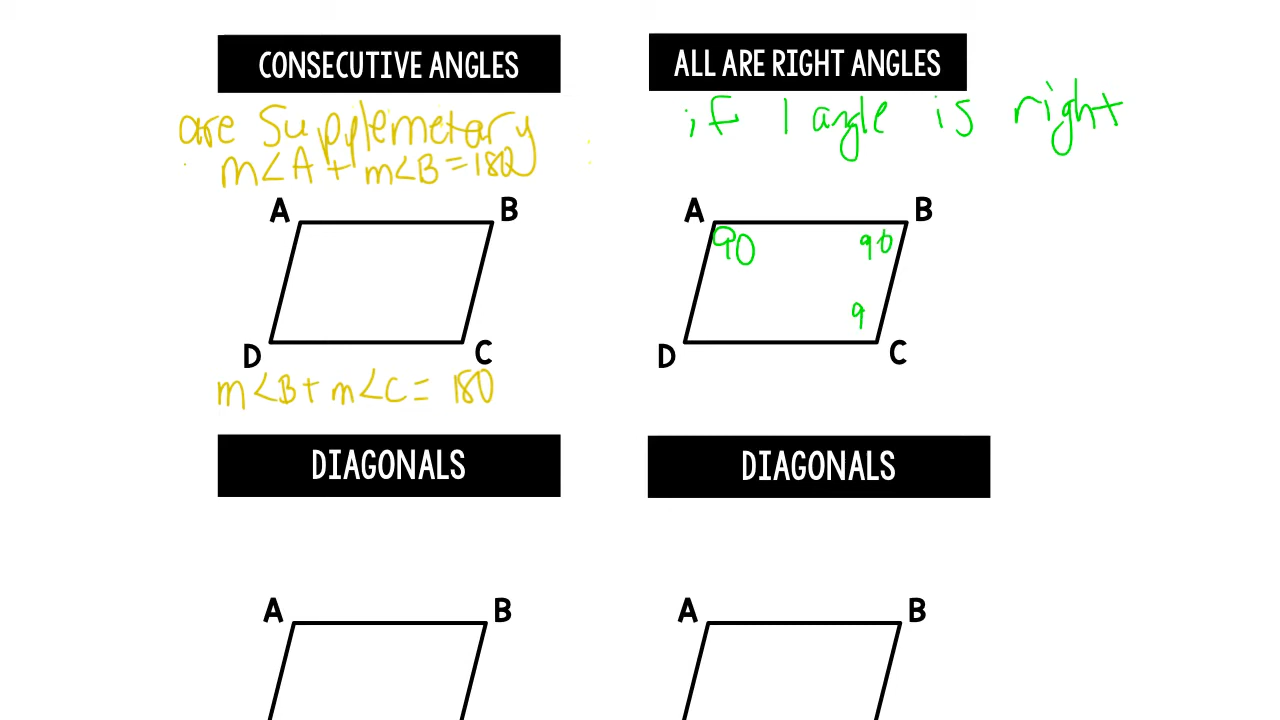 CONSECUTIVE ANGLES
are Supplemetary
m∠A + m∠B = 180
A B
D C
m∠B + m∠C = 180
ALL ARE RIGHT ANGLES
if 1 angle is right
A B
90 90
9
D C
DIAGONALS
A B
DIAGONALS
A B